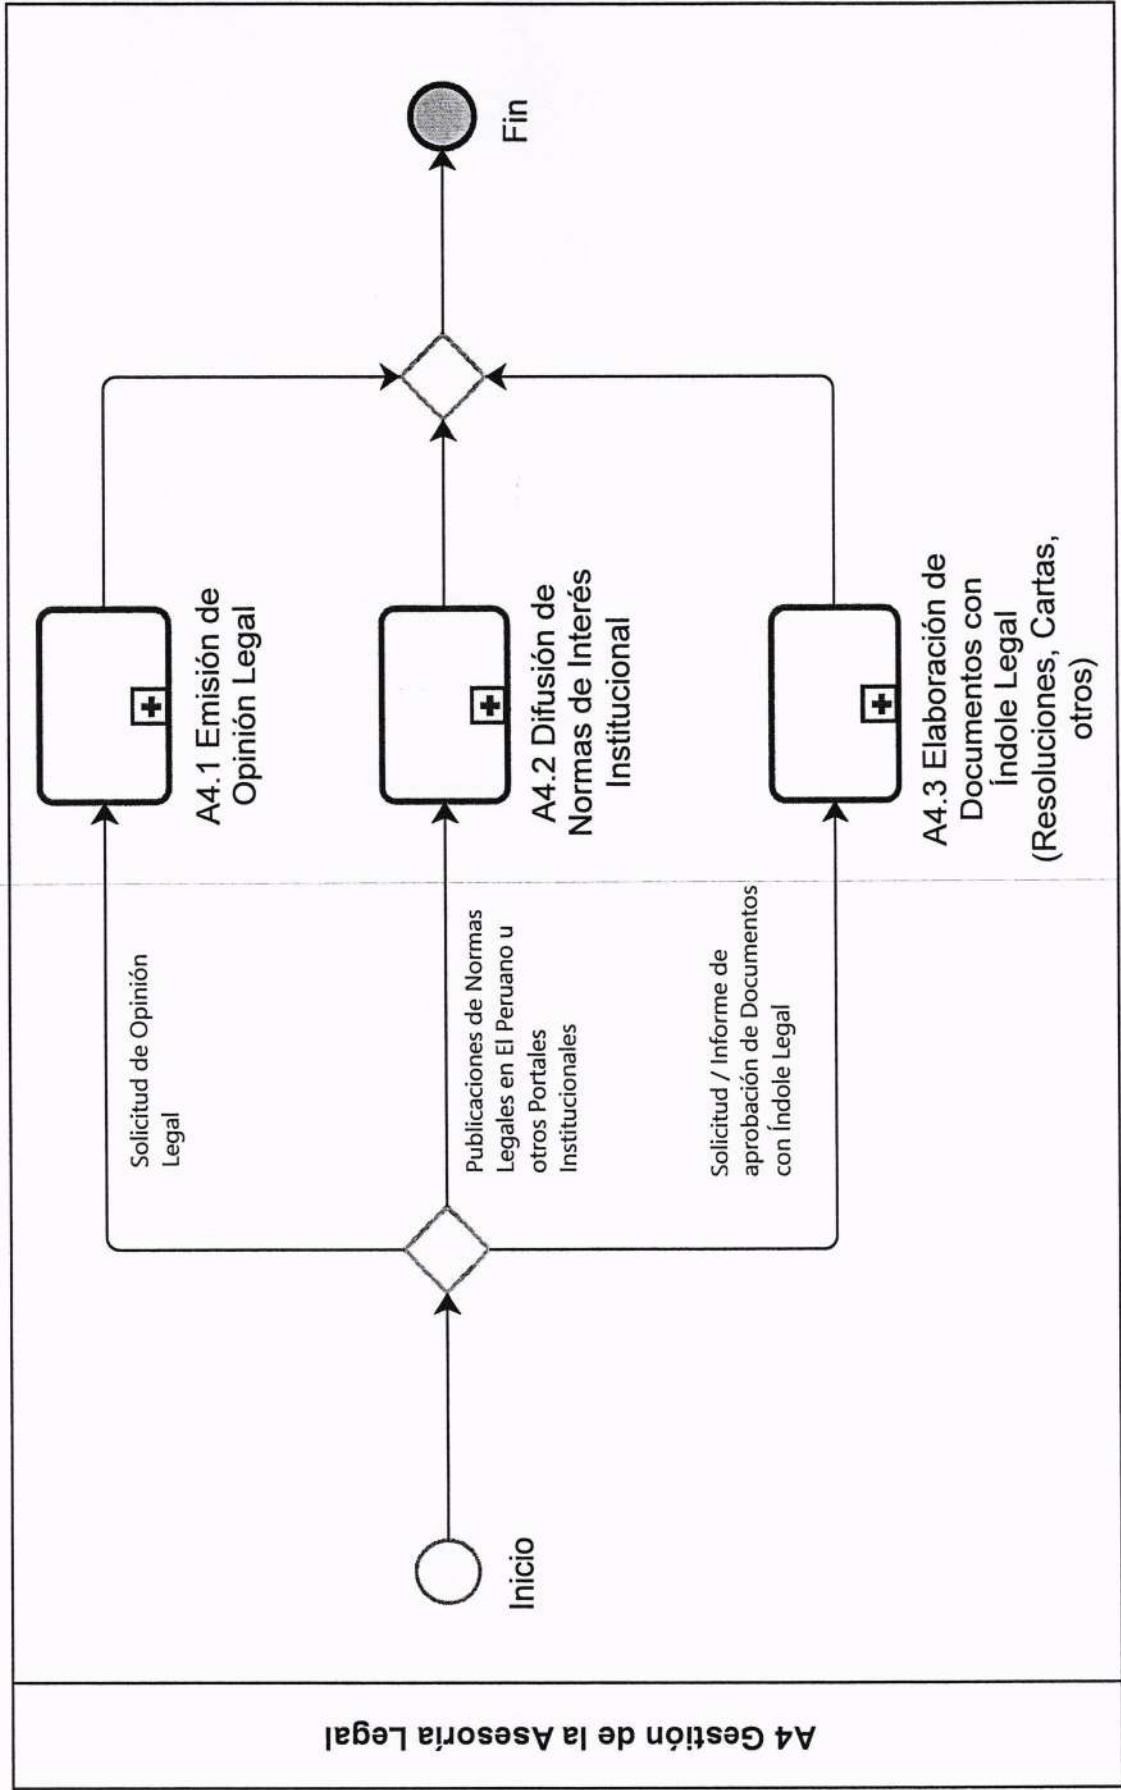 A4 Gestión de la Asesoría Legal
Inicio
Solicitud de Opinión
Legal
Publicaciones de Normas
Legales en El Peruano u
otros Portales
Institucionales
Solicitud / Informe de
aprobación de Documentos
con Índole Legal
A4.1 Emisión de
Opinión Legal
A4.2 Difusión de
Normas de Interés
Institucional
A4.3 Elaboración de
Documentos con
Índole Legal
(Resoluciones, Cartas,
otros)
Fin